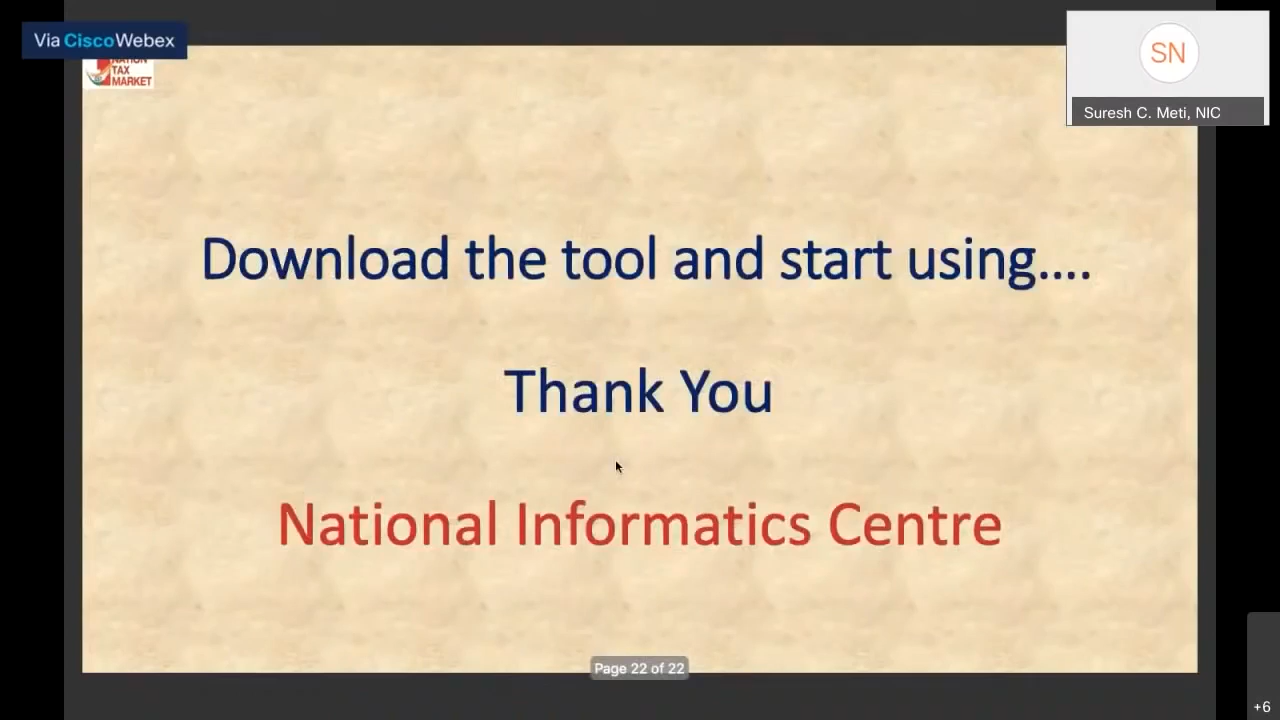 Via CiscoWebex
SN
Suresh C. Meti, NIC
NATION
TAX
MARKET
Download the tool and start using....
Thank You
National Informatics Centre
Page 22 of 22
+6